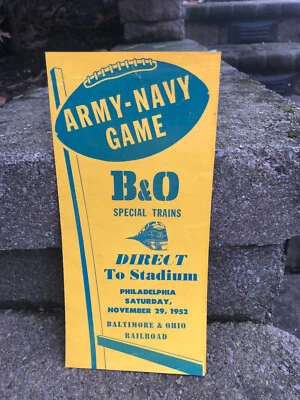 ARMY-NAVY
GAME
B&O
SPECIAL TRAINS
DIRECT
To Stadium
PHILADELPHIA
SATURDAY,
NOVEMBER 29, 1952
BALTIMORE & OHIO
RAILROAD